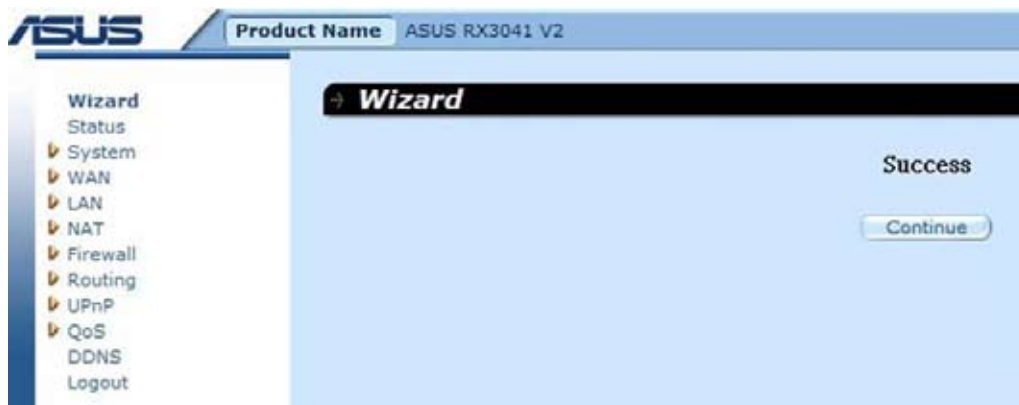 ASUS
Product Name ASUS RX3041 V2
Wizard
Status
System
WAN
LAN
NAT
Firewall
Routing
UPnP
QoS
DDNS
Logout
Wizard
Success
Continue